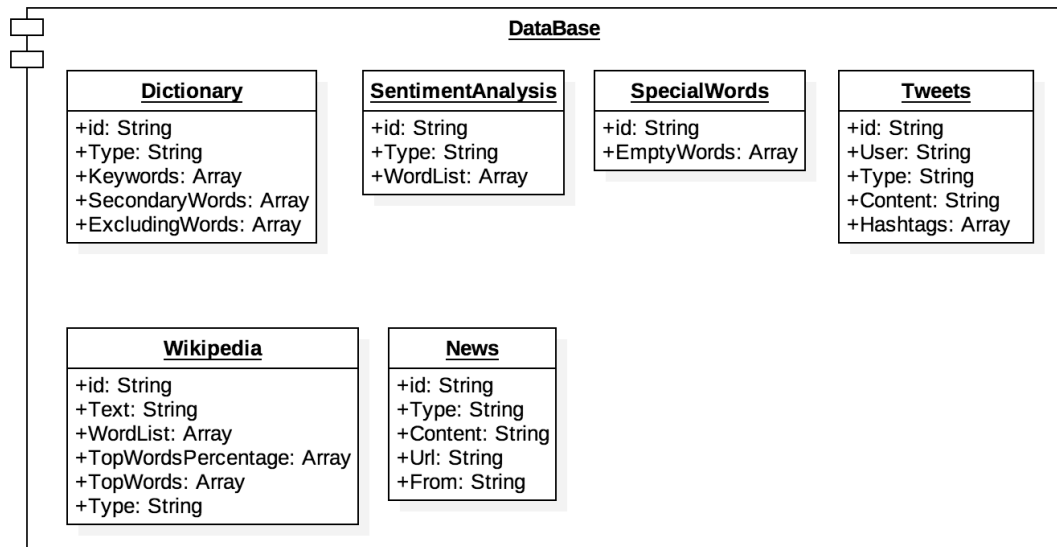 DataBase
Dictionary
+id: String
+Type: String
+Keywords: Array
+SecondaryWords: Array
+ExcludingWords: Array
SentimentAnalysis
+id: String
+Type: String
+WordList: Array
SpecialWords
+id: String
+EmptyWords: Array
Tweets
+id: String
+User: String
+Type: String
+Content: String
+Hashtags: Array
Wikipedia
+id: String
+Text: String
+WordList: Array
+TopWordsPercentage: Array
+TopWords: Array
+Type: String
News
+id: String
+Type: String
+Content: String
+Url: String
+From: String